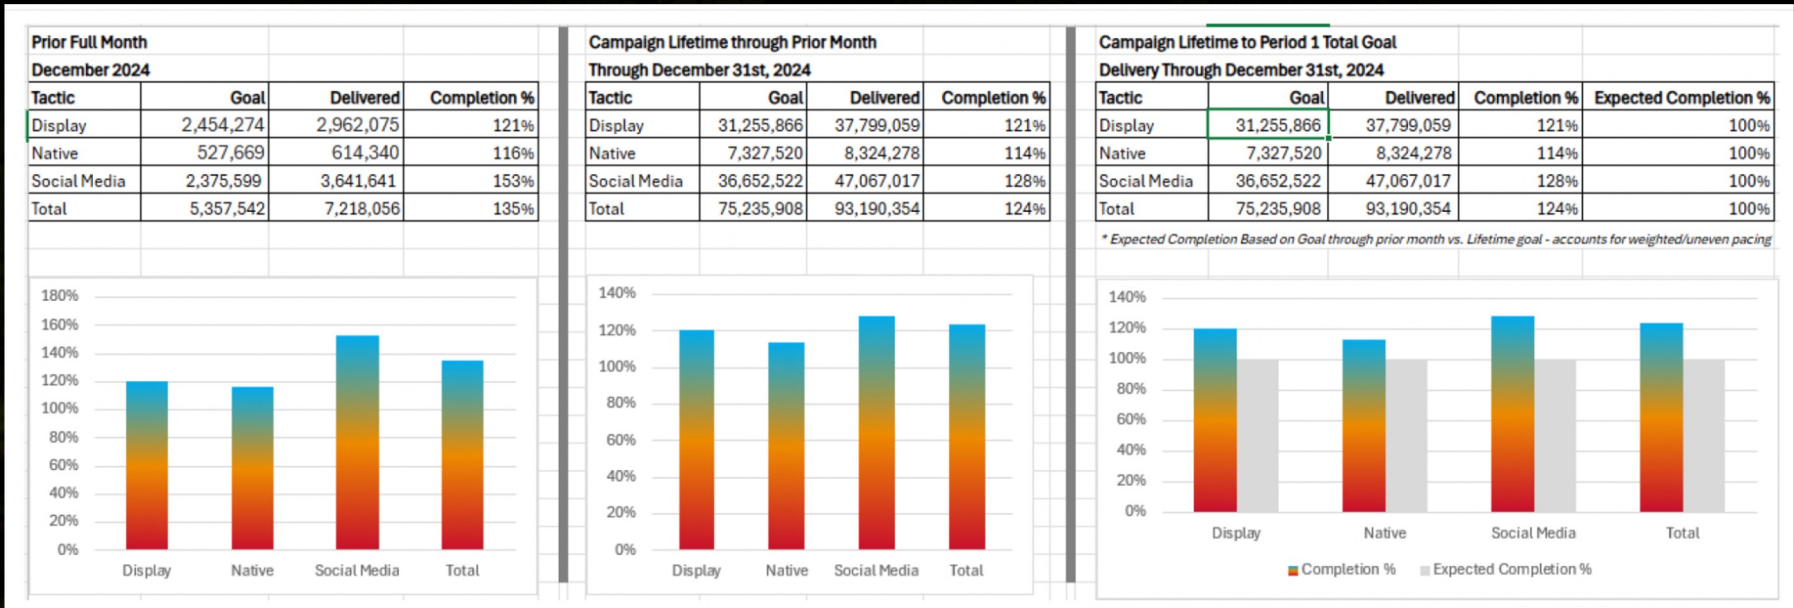 Prior Full Month
December 2024
Tactic Goal Delivered Completion %
Display 2,454,274 2,962,075 121%
Native 527,669 614,340 116%
Social Media 2,375,599 3,641,641 153%
Total 5,357,542 7,218,056 135%
180%
160%
140%
120%
100%
80%
60%
40%
20%
0%
Display Native Social Media Total
Campaign Lifetime through Prior Month
Through December 31st, 2024
Tactic Goal Delivered Completion %
Display 31,255,866 37,799,059 121%
Native 7,327,520 8,324,278 114%
Social Media 36,652,522 47,067,017 128%
Total 75,235,908 93,190,354 124%
140%
120%
100%
80%
60%
40%
20%
0%
Display Native Social Media Total
Campaign Lifetime to Period 1 Total Goal
Delivery Through December 31st, 2024
Tactic Goal Delivered Completion % Expected Completion %
Display 31,255,866 37,799,059 121% 100%
Native 7,327,520 8,324,278 114% 100%
Social Media 36,652,522 47,067,017 128% 100%
Total 75,235,908 93,190,354 124% 100%
* Expected Completion Based on Goal through prior month vs. Lifetime goal - accounts for weighted/uneven pacing
140%
120%
100%
80%
60%
40%
20%
0%
Display Native Social Media Total
Completion % Expected Completion %